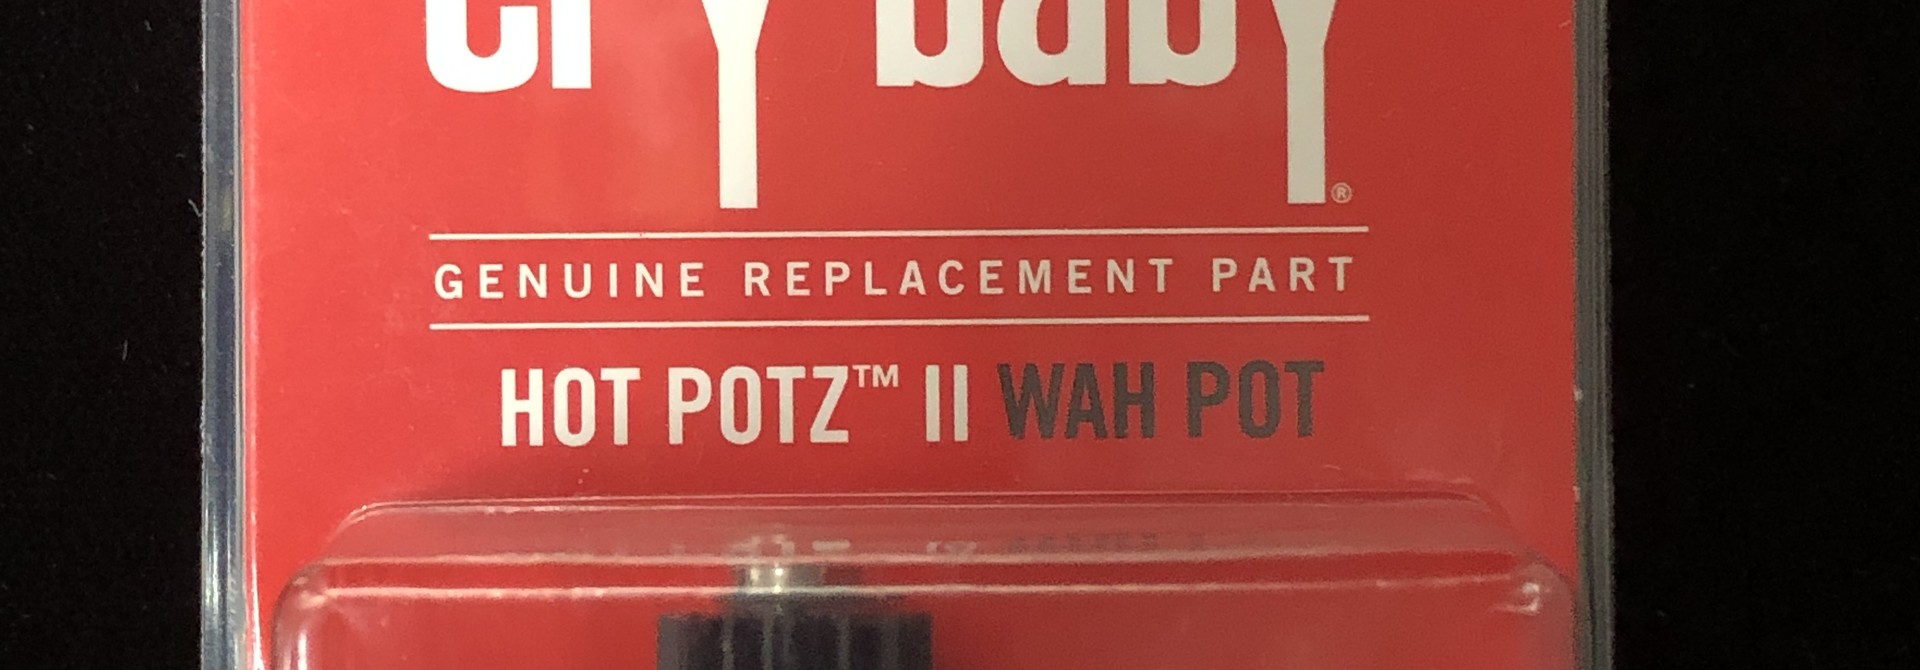 cry baby®
GENUINE REPLACEMENT PART
HOT POTZ™ II WAH POT